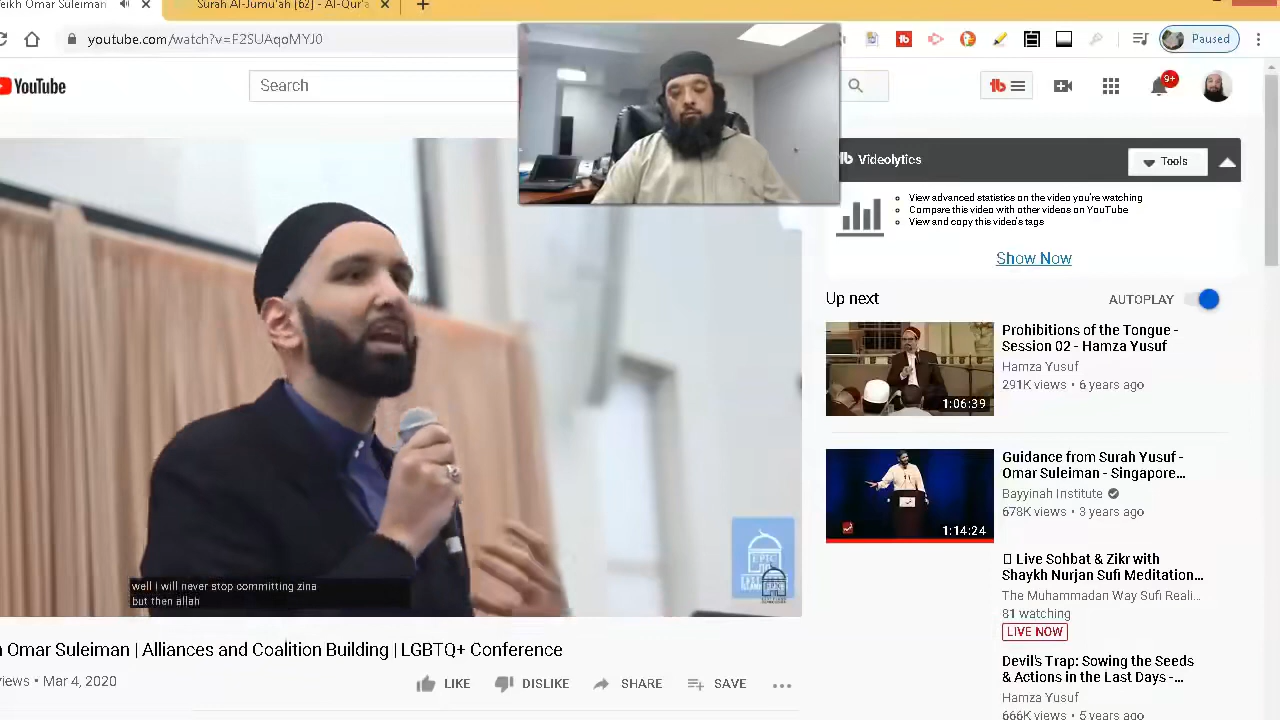 eikh Omar Suleiman
Surah Al-Jumu'ah [62] - Al-Qur'a
youtube.com/watch?v=F2SUAqoMYJ0
Paused
YouTube
Search
9+
Videolytics
Tools
View advanced statistics on the video you're watching
Compare this video with other videos on YouTube
View and copy this video's tags
Show Now
Up next
AUTOPLAY
Prohibitions of the Tongue -
Session 02 - Hamza Yusuf
Hamza Yusuf
291K views • 6 years ago
1:06:39
Guidance from Surah Yusuf -
Omar Suleiman - Singapore...
Bayyinah Institute
678K views • 3 years ago
1:14:24
Live Sohbat & Zikr with
Shaykh Nurjan Sufi Meditation...
The Muhammadan Way Sufi Reali...
81 watching
LIVE NOW
Devil's Trap: Sowing the Seeds
& Actions in the Last Days -...
Hamza Yusuf
666K views • 5 years ago
EPIC
well i will never stop committing zina
but then allah
n Omar Suleiman | Alliances and Coalition Building | LGBTQ+ Conference
iews • Mar 4, 2020
LIKE
DISLIKE
SHARE
SAVE